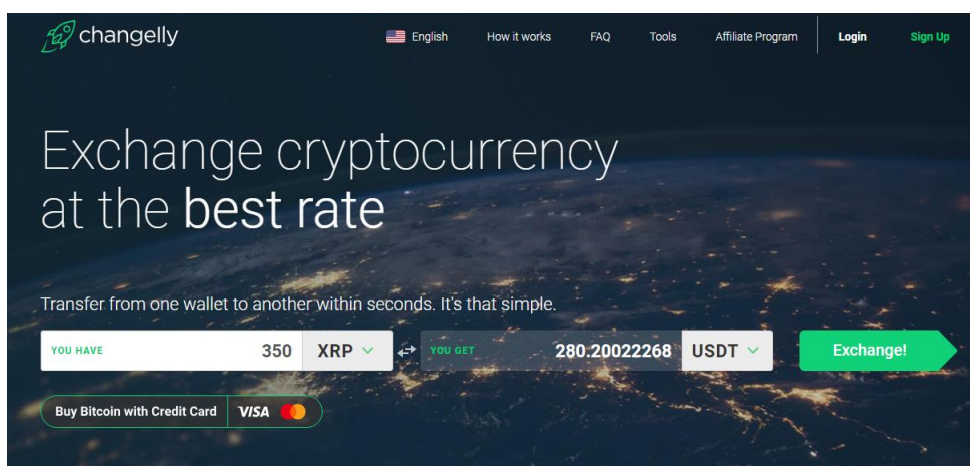 changelly English How it works FAQ Tools Affiliate Program Login Sign Up
Exchange cryptocurrency
at the best rate
Transfer from one wallet to another within seconds. It's that simple.
YOU HAVE 350 XRP YOU GET 280.20022268 USDT Exchange!
Buy Bitcoin with Credit Card VISA